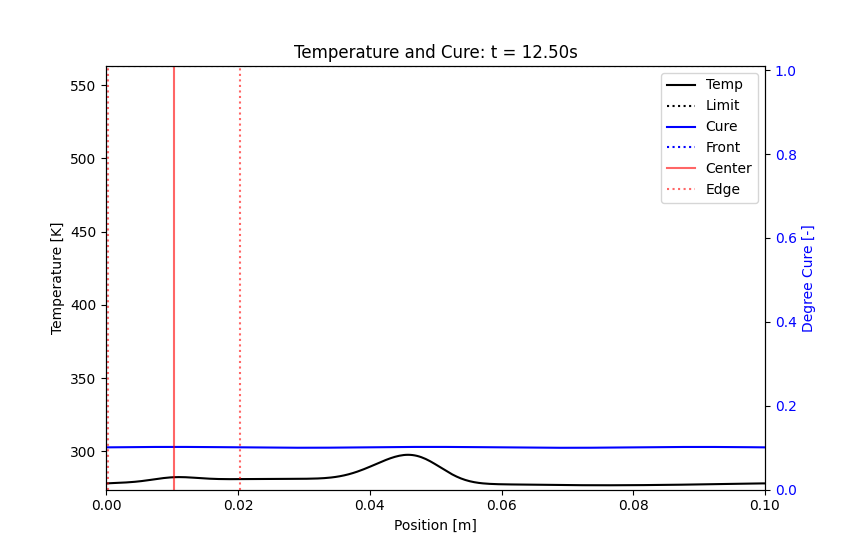 Temperature and Cure: t = 12.50s
550
500
450
400
350
300
Temperature [K]
0.00
0.02
0.04
0.06
0.08
0.10
Position [m]
1.0
0.8
0.6
0.4
0.2
0.0
Degree Cure [-]
Temp
Limit
Cure
Front
Center
Edge